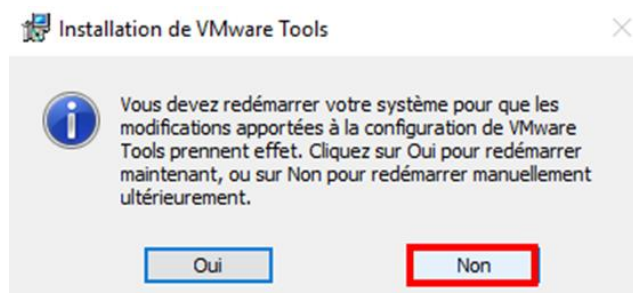 Installation de VMware Tools
Vous devez redémarrer votre système pour que les
modifications apportées à la configuration de VMware
Tools prennent effet. Cliquez sur Oui pour redémarrer
maintenant, ou sur Non pour redémarrer manuellement
ultérieurement.
Oui
Non